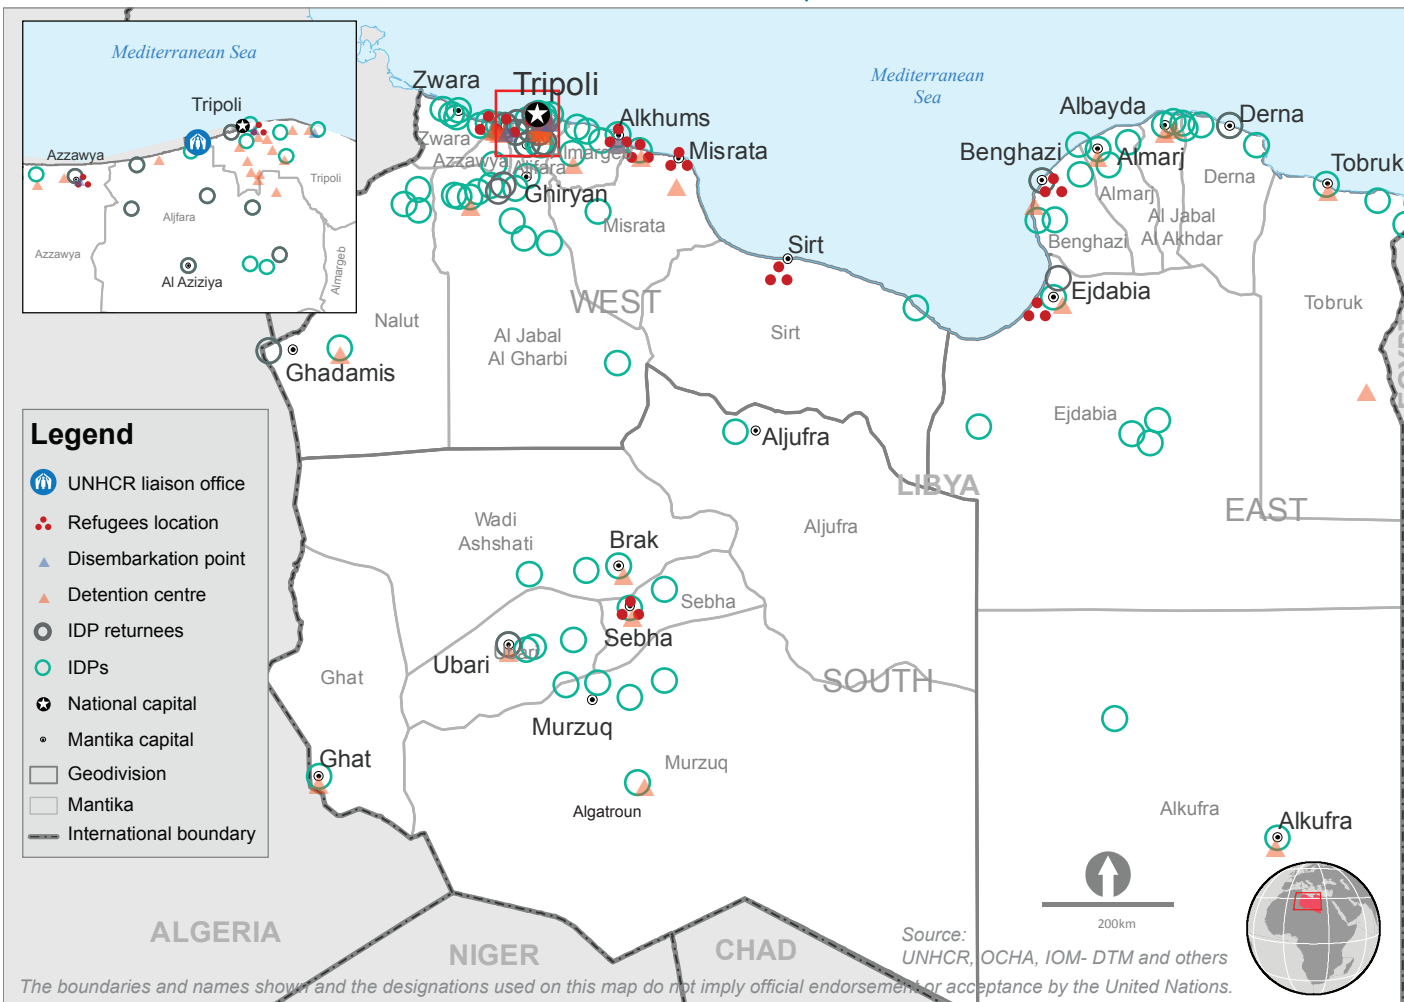 Mediterranean Sea
Tripoli
Azzawya
Tripoli
Aljfara
Azzawya
Al Aziziya
Almargeb
Zwara
Tripoli
Mediterranean
Sea
Alkhums
Misrata
Zwara
Azzawya
Aljfara
Almargeb
Ghiryan
Misrata
Albayda
Derna
Benghazi
Almarj
Tobruk
Almarj
Derna
Al Jabal
Al Akhdar
Benghazi
Sirt
Ejdabia
WEST
Tobruk
Nalut
Al Jabal
Al Gharbi
Sirt
Ghadamis
Ejdabia
Aljufra
LIBYA
EAST
Wadi
Ashshati
Aljufra
Brak
Sebha
Sebha
Ubari
Ubari
Ghat
SOUTH
Murzuq
Murzuq
Ghat
Algatroun
Alkufra
Alkufra
Legend
UNHCR liaison office
Refugees location
Disembarkation point
Detention centre
IDP returnees
IDPs
National capital
Mantika capital
Geodivision
Mantika
International boundary
200km
ALGERIA
NIGER
CHAD
Source:
UNHCR, OCHA, IOM- DTM and others
The boundaries and names shown and the designations used on this map do not imply official endorsement or acceptance by the United Nations.